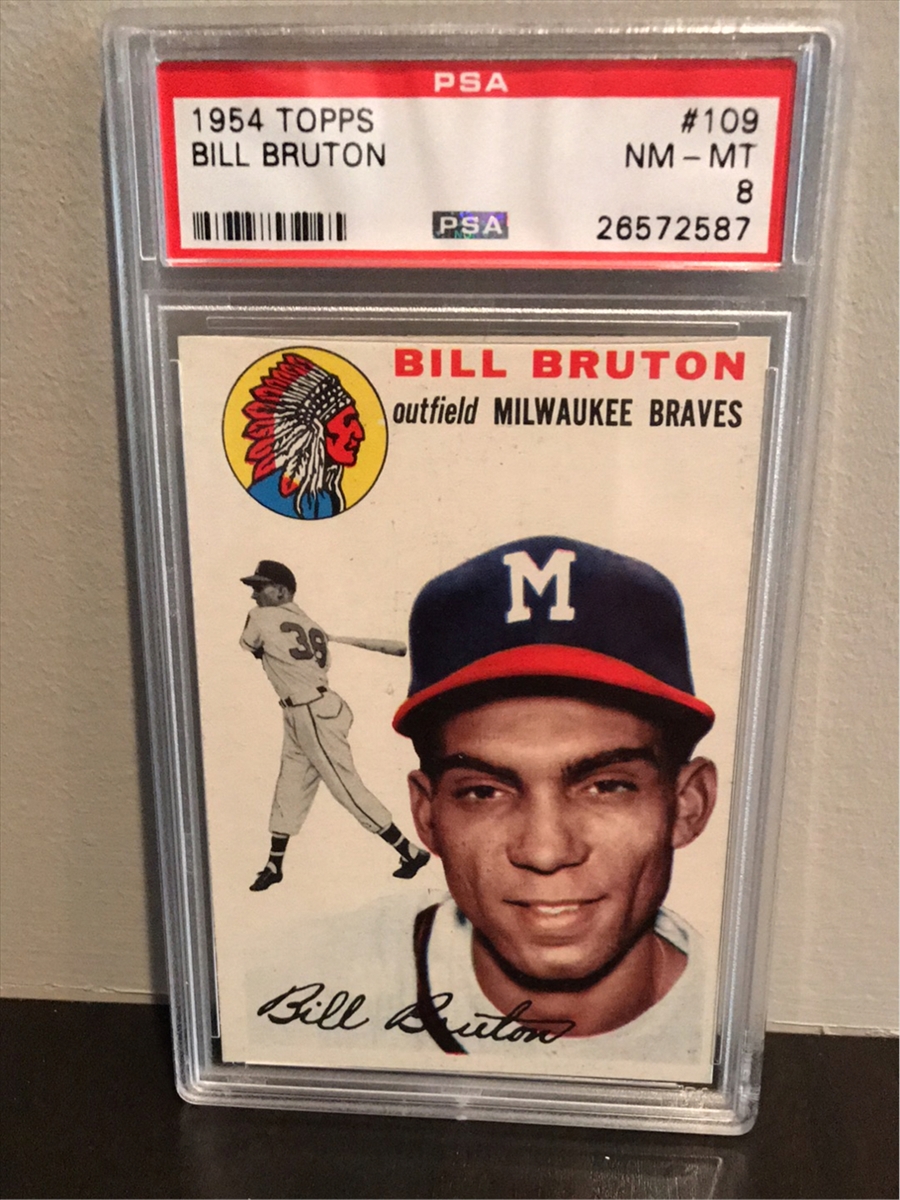 PSA
1954 TOPPS #109
BILL BRUTON NM - MT
8
PSA 26572587
BILL BRUTON
outfield MILWAUKEE BRAVES
M
38
Bill Bruton